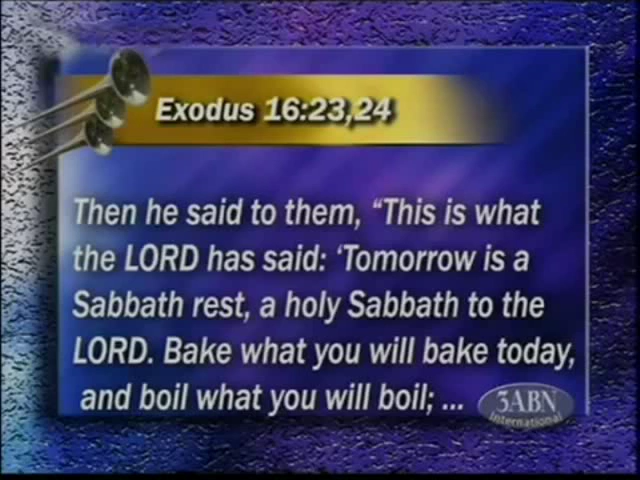 Exodus 16:23,24
Then he said to them, “This is what
the LORD has said: ‘Tomorrow is a
Sabbath rest, a holy Sabbath to the
LORD. Bake what you will bake today,
and boil what you will boil; ...
3ABN
International